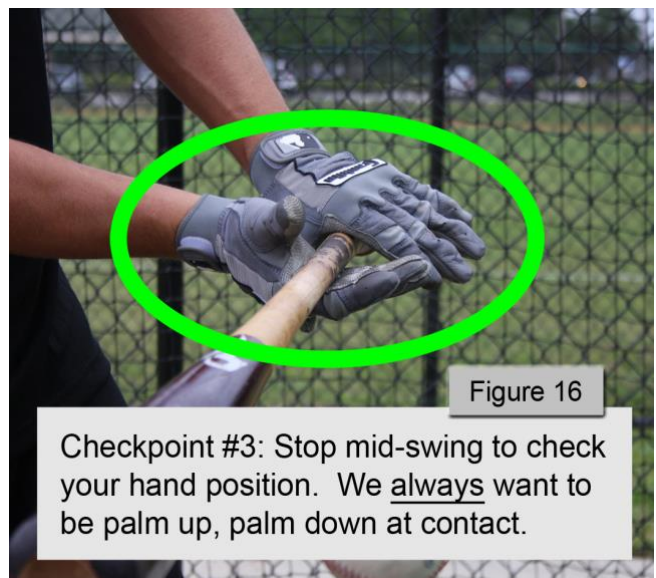 Figure 16
Checkpoint #3: Stop mid-swing to check
your hand position.  We always want to
be palm up, palm down at contact.